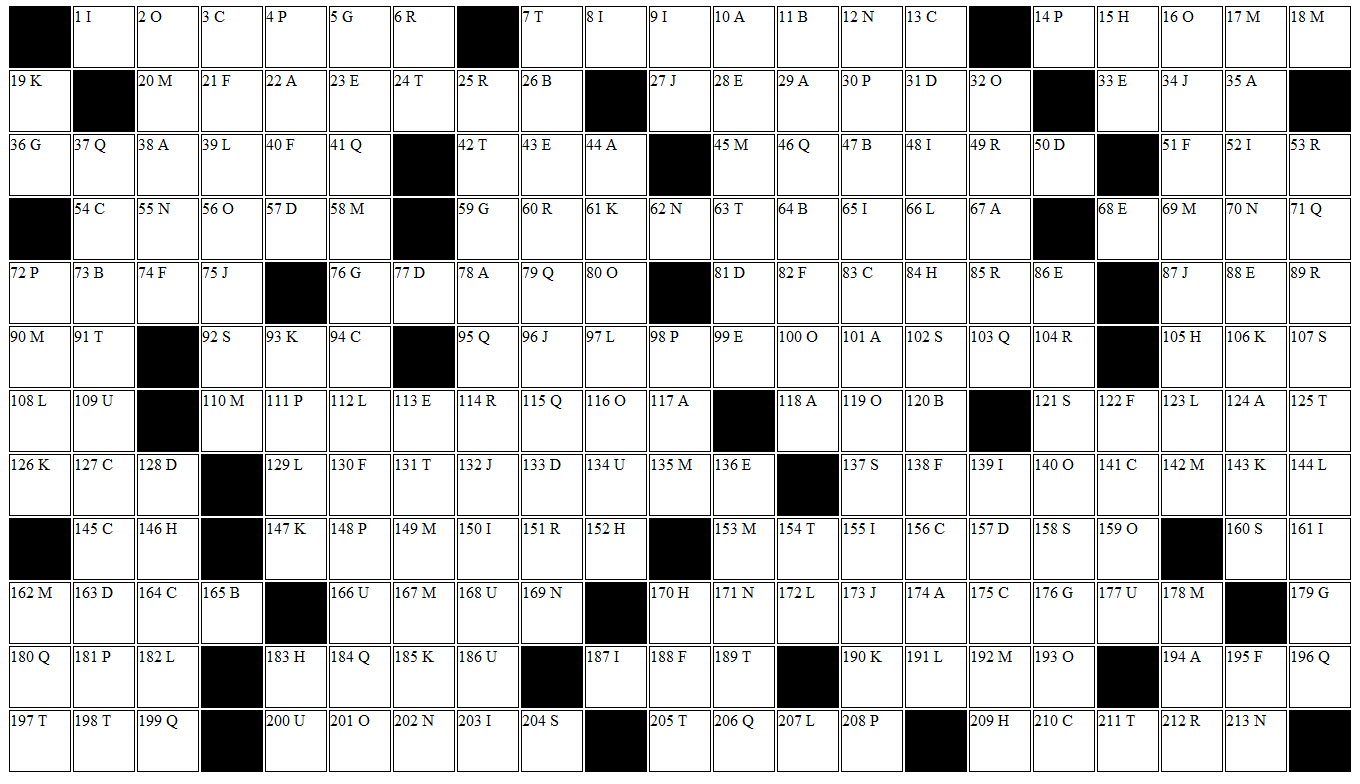 1 I 2 O 3 C 4 P 5 G 6 R 7 T 8 I 9 I 10 A 11 B 12 N 13 C 14 P 15 H 16 O 17 M 18 M
19 K 20 M 21 F 22 A 23 E 24 T 25 R 26 B 27 J 28 E 29 A 30 P 31 D 32 O 33 E 34 J 35 A
36 G 37 Q 38 A 39 L 40 F 41 Q 42 T 43 E 44 A 45 M 46 Q 47 B 48 I 49 R 50 D 51 F 52 I 53 R
54 C 55 N 56 O 57 D 58 M 59 G 60 R 61 K 62 N 63 T 64 B 65 I 66 L 67 A 68 E 69 M 70 N 71 Q
72 P 73 B 74 F 75 J 76 G 77 D 78 A 79 Q 80 O 81 D 82 F 83 C 84 H 85 R 86 E 87 J 88 E 89 R
90 M 91 T 92 S 93 K 94 C 95 Q 96 J 97 L 98 P 99 E 100 O 101 A 102 S 103 Q 104 R 105 H 106 K 107 S
108 L 109 U 110 M 111 P 112 L 113 E 114 R 115 Q 116 O 117 A 118 A 119 O 120 B 121 S 122 F 123 L 124 A 125 T
126 K 127 C 128 D 129 L 130 F 131 T 132 J 133 D 134 U 135 M 136 E 137 S 138 F 139 I 140 O 141 C 142 M 143 K 144 L
145 C 146 H 147 K 148 P 149 M 150 I 151 R 152 H 153 M 154 T 155 I 156 C 157 D 158 S 159 O 160 S 161 I
162 M 163 D 164 C 165 B 166 U 167 M 168 U 169 N 170 H 171 N 172 L 173 J 174 A 175 C 176 G 177 U 178 M 179 G
180 Q 181 P 182 L 183 H 184 Q 185 K 186 U 187 I 188 F 189 T 190 K 191 L 192 M 193 O 194 A 195 F 196 Q
197 T 198 T 199 Q 200 U 201 O 202 N 203 I 204 S 205 T 206 Q 207 L 208 P 209 H 210 C 211 T 212 R 213 N